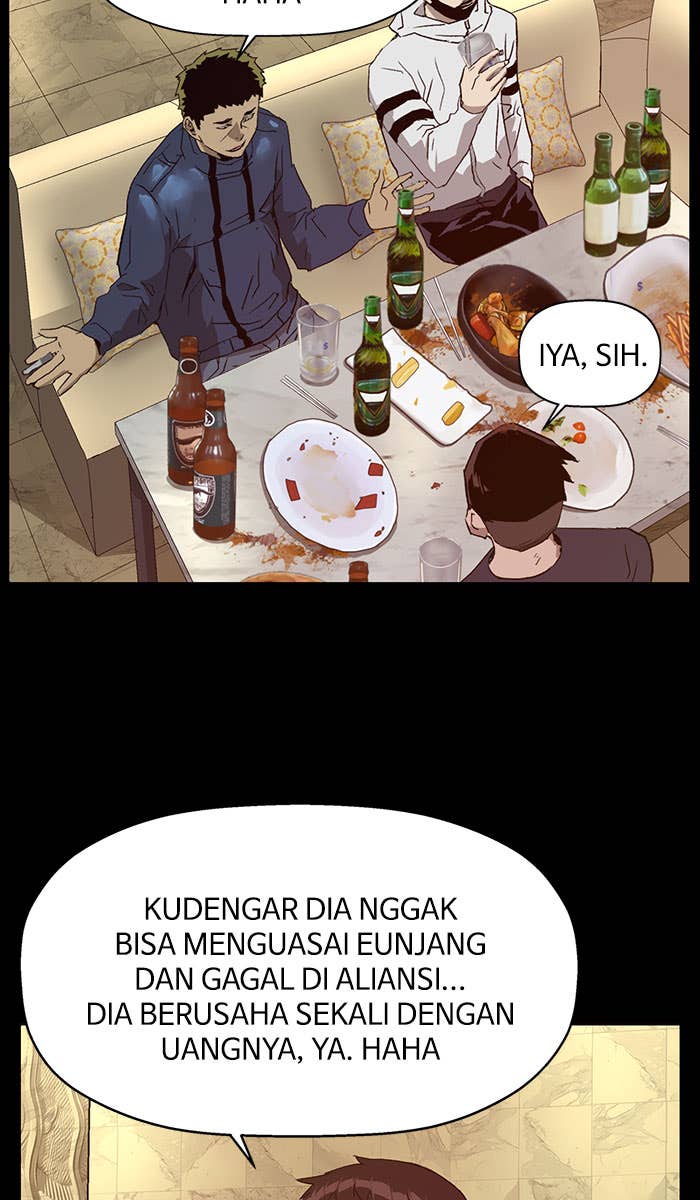 HAHA
IYA, SIH.
KUDENGAR DIA NGGAK
BISA MENGUASAI EUNJANG
DAN GAGAL DI ALIANSI...
DIA BERUSAHA SEKALI DENGAN
UANGNYA, YA. HAHA